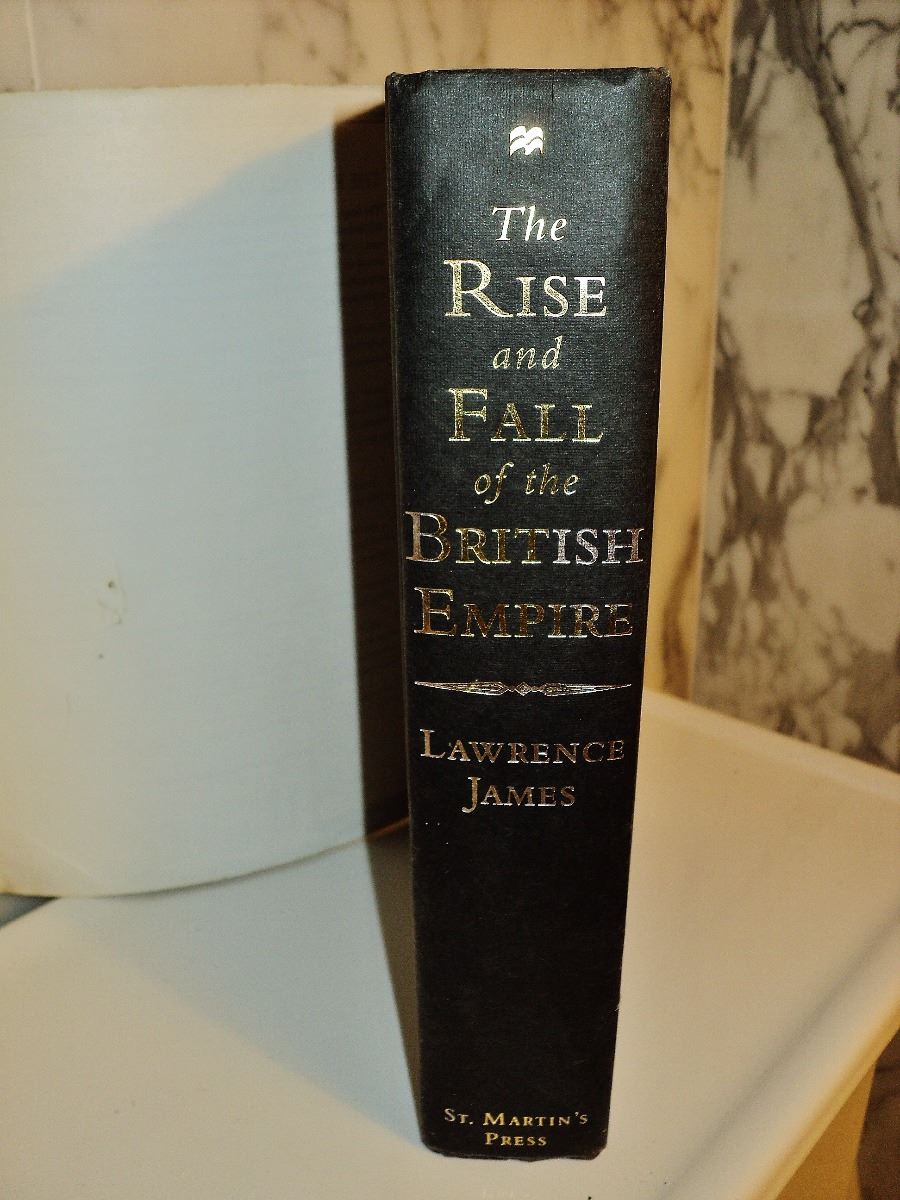 The
RISE
and
FALL
of the
BRITISH
EMPIRE
LAWRENCE
JAMES
ST. MARTIN'S
PRESS